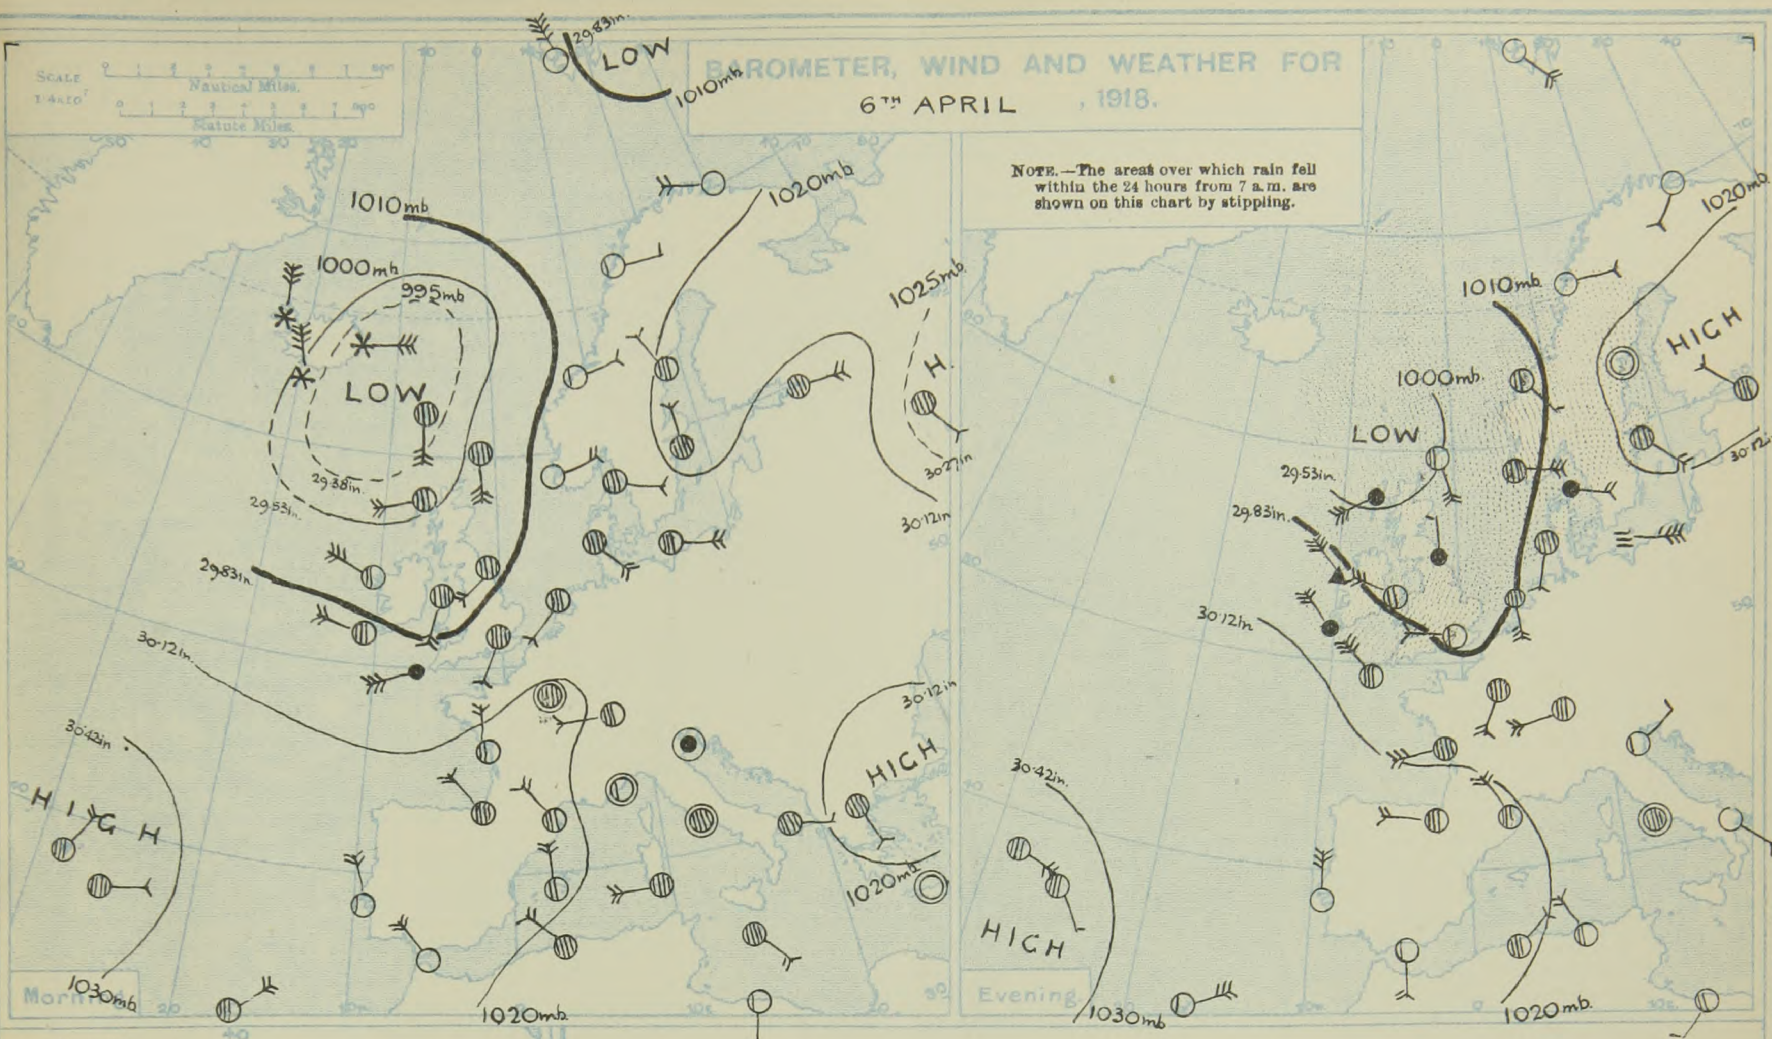 SCALE
Nautical Miles.
Statute Miles.
29.83in.
LOW
1010mb
BAROMETER, WIND AND WEATHER FOR
6TH APRIL , 1918.
NOTE.—The areas over which rain fell
within the 24 hours from 7 a.m. are
shown on this chart by stippling.
1010mb
1020mb
1000mb
995mb
1025mb
LOW
H.
29.38in.
29.53in.
30.27in
30.12in
29.83in.
30.12in.
30.12in
30.42in.
HIGH
HIGH
1020mb
1030mb
1020mb
Morn
1020mb
1010mb
HIGH
1000mb
LOW
29.53in.
30.12in
29.83in.
30.12in.
30.42in.
HIGH
1030mb
1020mb
Evening.